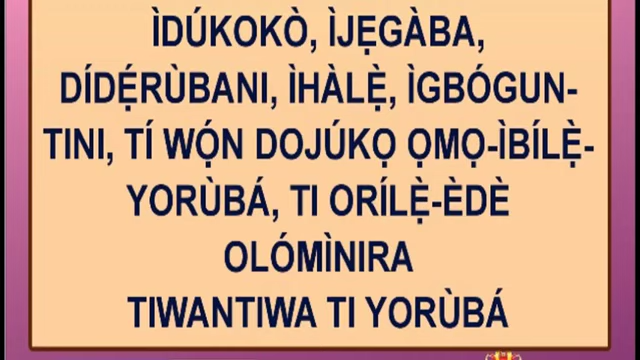 ÌDÚKOKÒ, ÌJẸGÀBA,
DÍDẸ́RÙBANI, ÌHÀLẸ̀, ÌGBÓGUN-
TINI, TÍ WỌ́N DOJÚKỌ ỌMỌ-ÌBÍLẸ̀-
YORÙBÁ, TI ORÍLẸ̀-ÈDÈ
OLÓMÌNIRA
TIWANTIWA TI YORÙBÁ